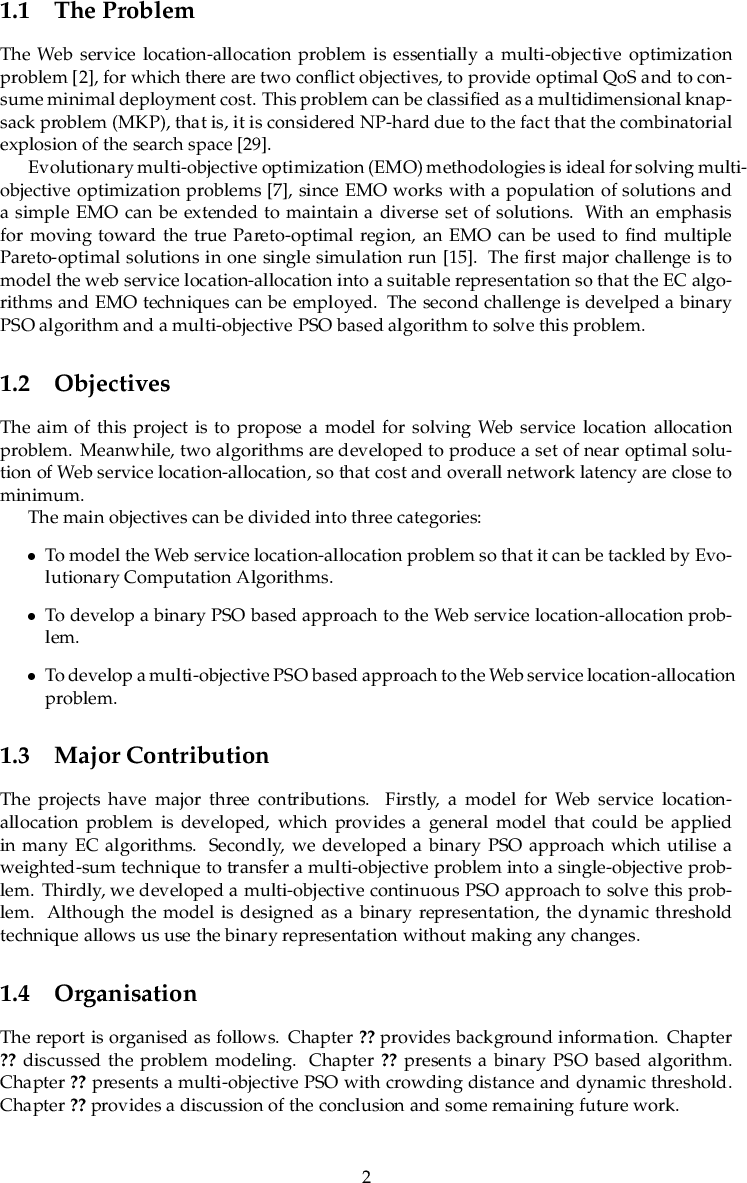 1.1 The Problem
The Web service location-allocation problem is essentially a multi-objective optimization
problem [2], for which there are two conflict objectives, to provide optimal QoS and to con-
sume minimal deployment cost. This problem can be classified as a multidimensional knap-
sack problem (MKP), that is, it is considered NP-hard due to the fact that the combinatorial
explosion of the search space [29].
Evolutionary multi-objective optimization (EMO) methodologies is ideal for solving multi-
objective optimization problems [7], since EMO works with a population of solutions and
a simple EMO can be extended to maintain a diverse set of solutions. With an emphasis
for moving toward the true Pareto-optimal region, an EMO can be used to find multiple
Pareto-optimal solutions in one single simulation run [15]. The first major challenge is to
model the web service location-allocation into a suitable representation so that the EC algo-
rithms and EMO techniques can be employed. The second challenge is develped a binary
PSO algorithm and a multi-objective PSO based algorithm to solve this problem.
1.2 Objectives
The aim of this project is to propose a model for solving Web service location allocation
problem. Meanwhile, two algorithms are developed to produce a set of near optimal solu-
tion of Web service location-allocation, so that cost and overall network latency are close to
minimum.
The main objectives can be divided into three categories:
• To model the Web service location-allocation problem so that it can be tackled by Evo-
lutionary Computation Algorithms.
• To develop a binary PSO based approach to the Web service location-allocation prob-
lem.
• To develop a multi-objective PSO based approach to the Web service location-allocation
problem.
1.3 Major Contribution
The projects have major three contributions. Firstly, a model for Web service location-
allocation problem is developed, which provides a general model that could be applied
in many EC algorithms. Secondly, we developed a binary PSO approach which utilise a
weighted-sum technique to transfer a multi-objective problem into a single-objective prob-
lem. Thirdly, we developed a multi-objective continuous PSO approach to solve this prob-
lem. Although the model is designed as a binary representation, the dynamic threshold
technique allows us use the binary representation without making any changes.
1.4 Organisation
The report is organised as follows. Chapter ?? provides background information. Chapter
?? discussed the problem modeling. Chapter ?? presents a binary PSO based algorithm.
Chapter ?? presents a multi-objective PSO with crowding distance and dynamic threshold.
Chapter ?? provides a discussion of the conclusion and some remaining future work.
2